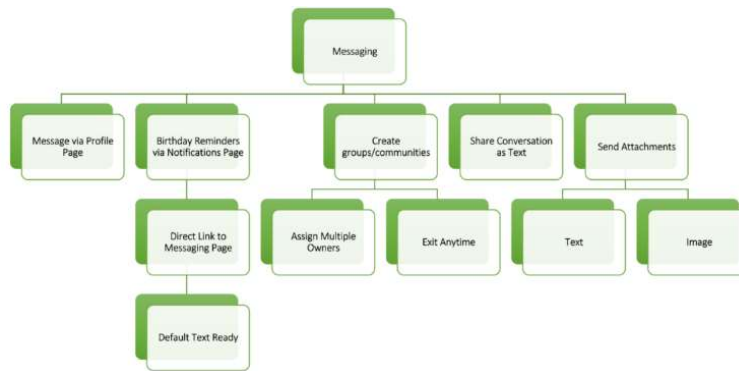 Messaging
Message via Profile
Page
Birthday Reminders
via Notifications Page
Create
groups/communities
Share Conversation
as Text
Send Attachments
Direct Link to
Messaging Page
Assign Multiple
Owners
Exit Anytime
Text
Image
Default Text Ready